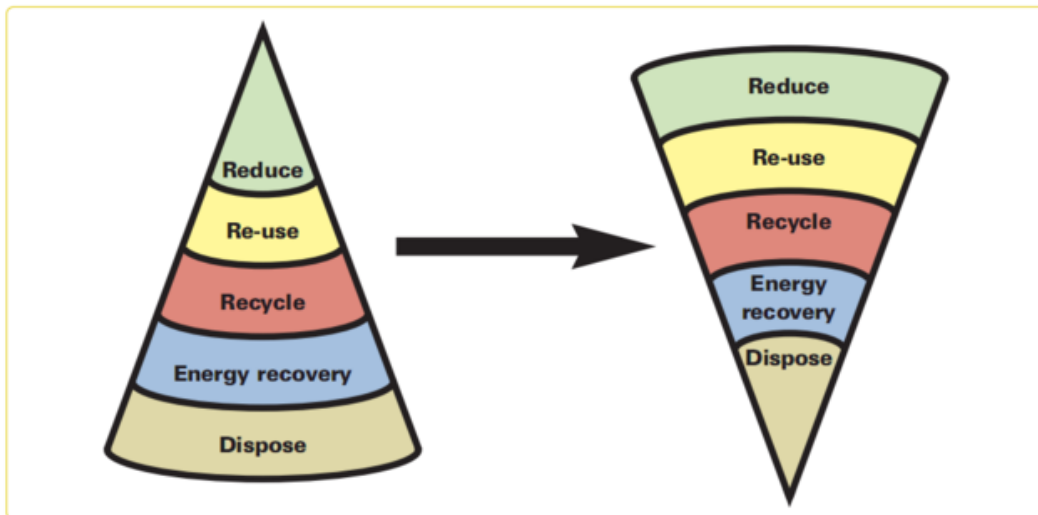 Reduce
Re-use
Recycle
Energy recovery
Dispose
Reduce
Re-use
Recycle
Energy
recovery
Dispose